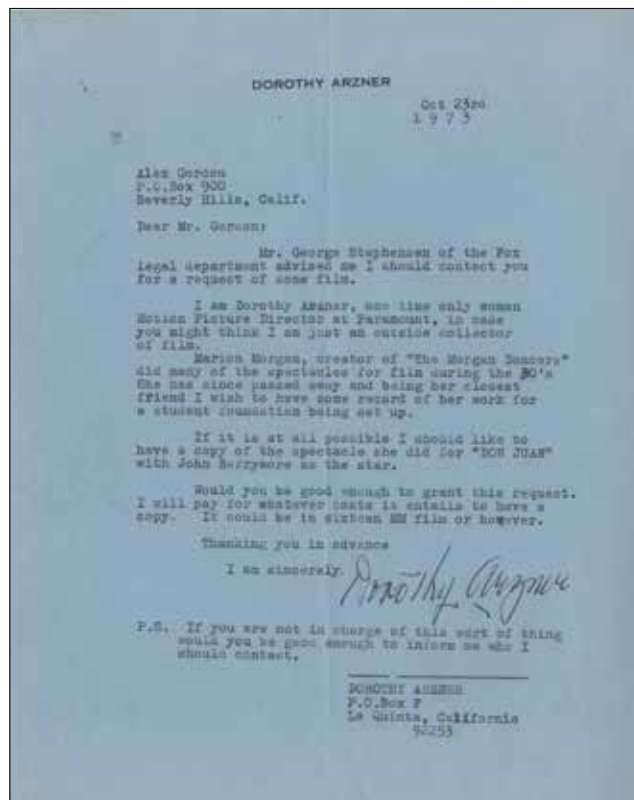 DOROTHY ARZNER
Oct 23rd
1 9 7 3
Alex Gordon
P.O.Box 900
Beverly Hills, Calif.
Dear Mr. Gordon:
Mr. George Stephensen of the Fox
legal department advised me I should contact you
for a request of some film.
I am Dorothy Arzner, one time only woman
Motion Picture Director at Paramount, in case
you might think I am just an outside collector
of film.
Marion Morgan, creator of "The Morgan Dancers"
did many of the spectacles for film during the 20's
She has since passed away and being her closest
friend I wish to have some record of her work for
a student foundation being set up.
If it is at all possible I should like to
have a copy of the spectacle she did for "DON JUAN"
with John Barrymore as the star.
Would you be good enough to grant this request.
I will pay for whatever costs it entails to have a
copy. It could be in sixteen MM film or however.
Thanking you in advance
I am sincerely,
Dorothy Arzner
P.S. If you are not in charge of this sort of thing
would you be good enough to inform me who I
should contact.
DOROTHY ARZNER
P.O.Box F
La Quinta, California
92253